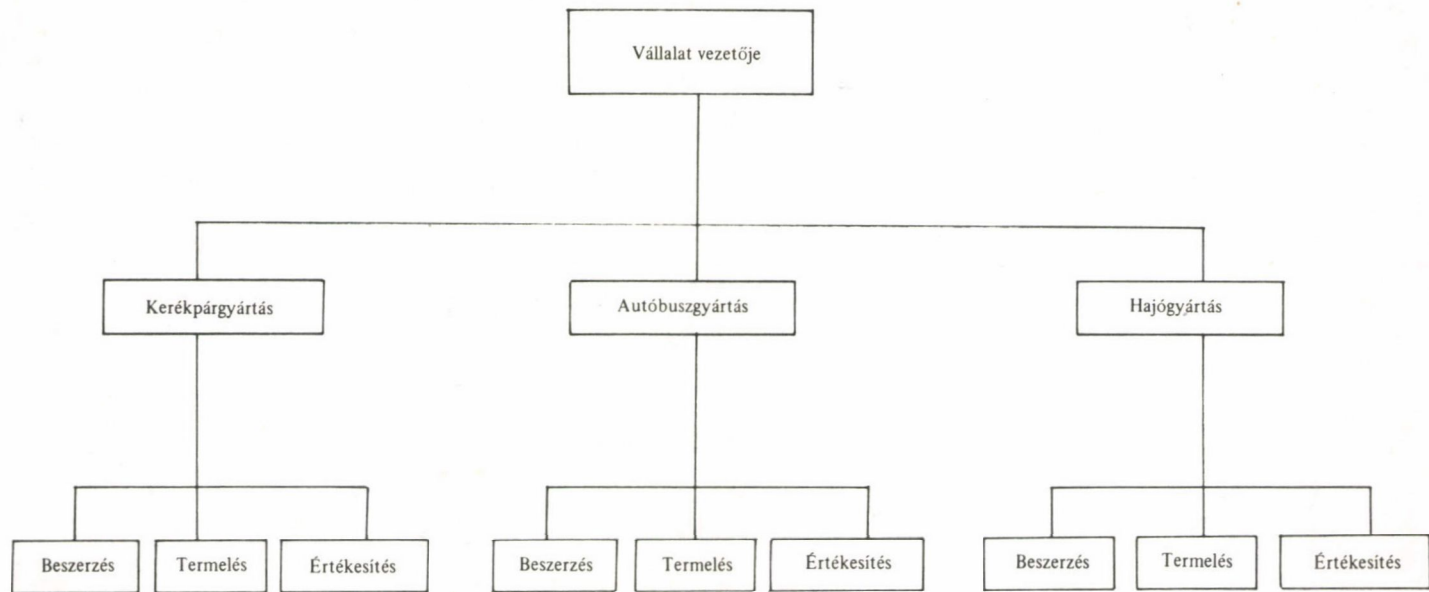 Vállalat vezetője
Kerékpárgyártás
Autóbuszgyártás
Hajógyártás
Beszerzés
Termelés
Értékesítés
Beszerzés
Termelés
Értékesítés
Beszerzés
Termelés
Értékesítés